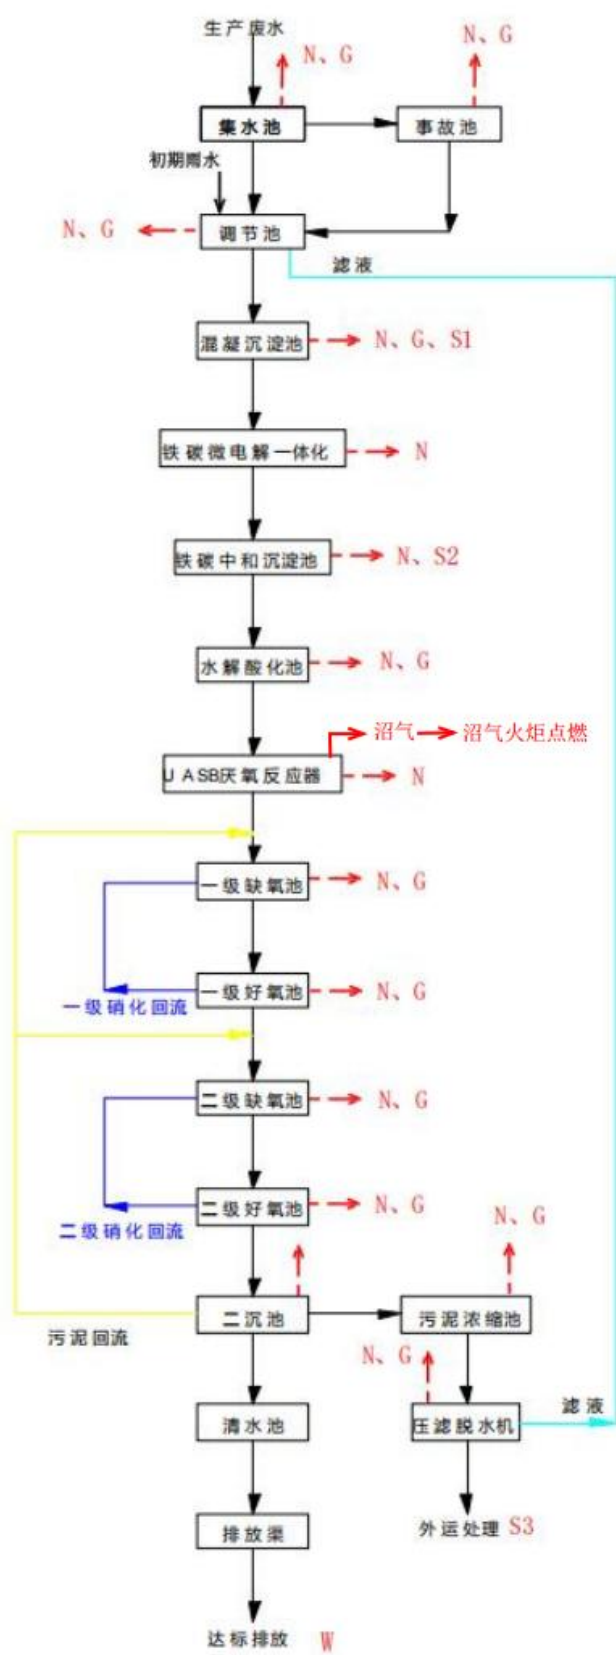 生产废水
N、G
N、G
集水池
事故池
初期雨水
N、G
调节池
滤液
混凝沉淀池
N、G、S1
铁碳微电解一体化
N
铁碳中和沉淀池
N、S2
水解酸化池
N、G
沼气
沼气火炬点燃
UASB厌氧反应器
N
一级缺氧池
N、G
一级好氧池
N、G
一级硝化回流
二级缺氧池
N、G
二级好氧池
N、G
N、G
二级硝化回流
二沉池
污泥浓缩池
污泥回流
N、G
清水池
压滤脱水机
滤液
排放渠
外运处理 S3
达标排放 W